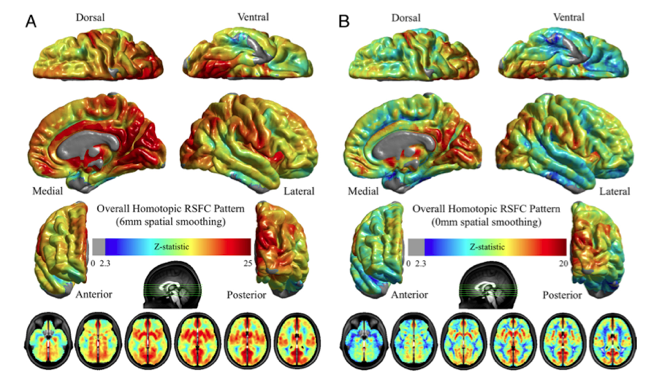 A
Dorsal
Ventral
Medial
Lateral
Overall Homotopic RSFC Pattern
(6mm spatial smoothing)
Z-statistic
0 2.3 25
Anterior
Posterior
B
Dorsal
Ventral
Medial
Lateral
Overall Homotopic RSFC Pattern
(0mm spatial smoothing)
Z-statistic
0 2.3 20
Anterior
Posterior